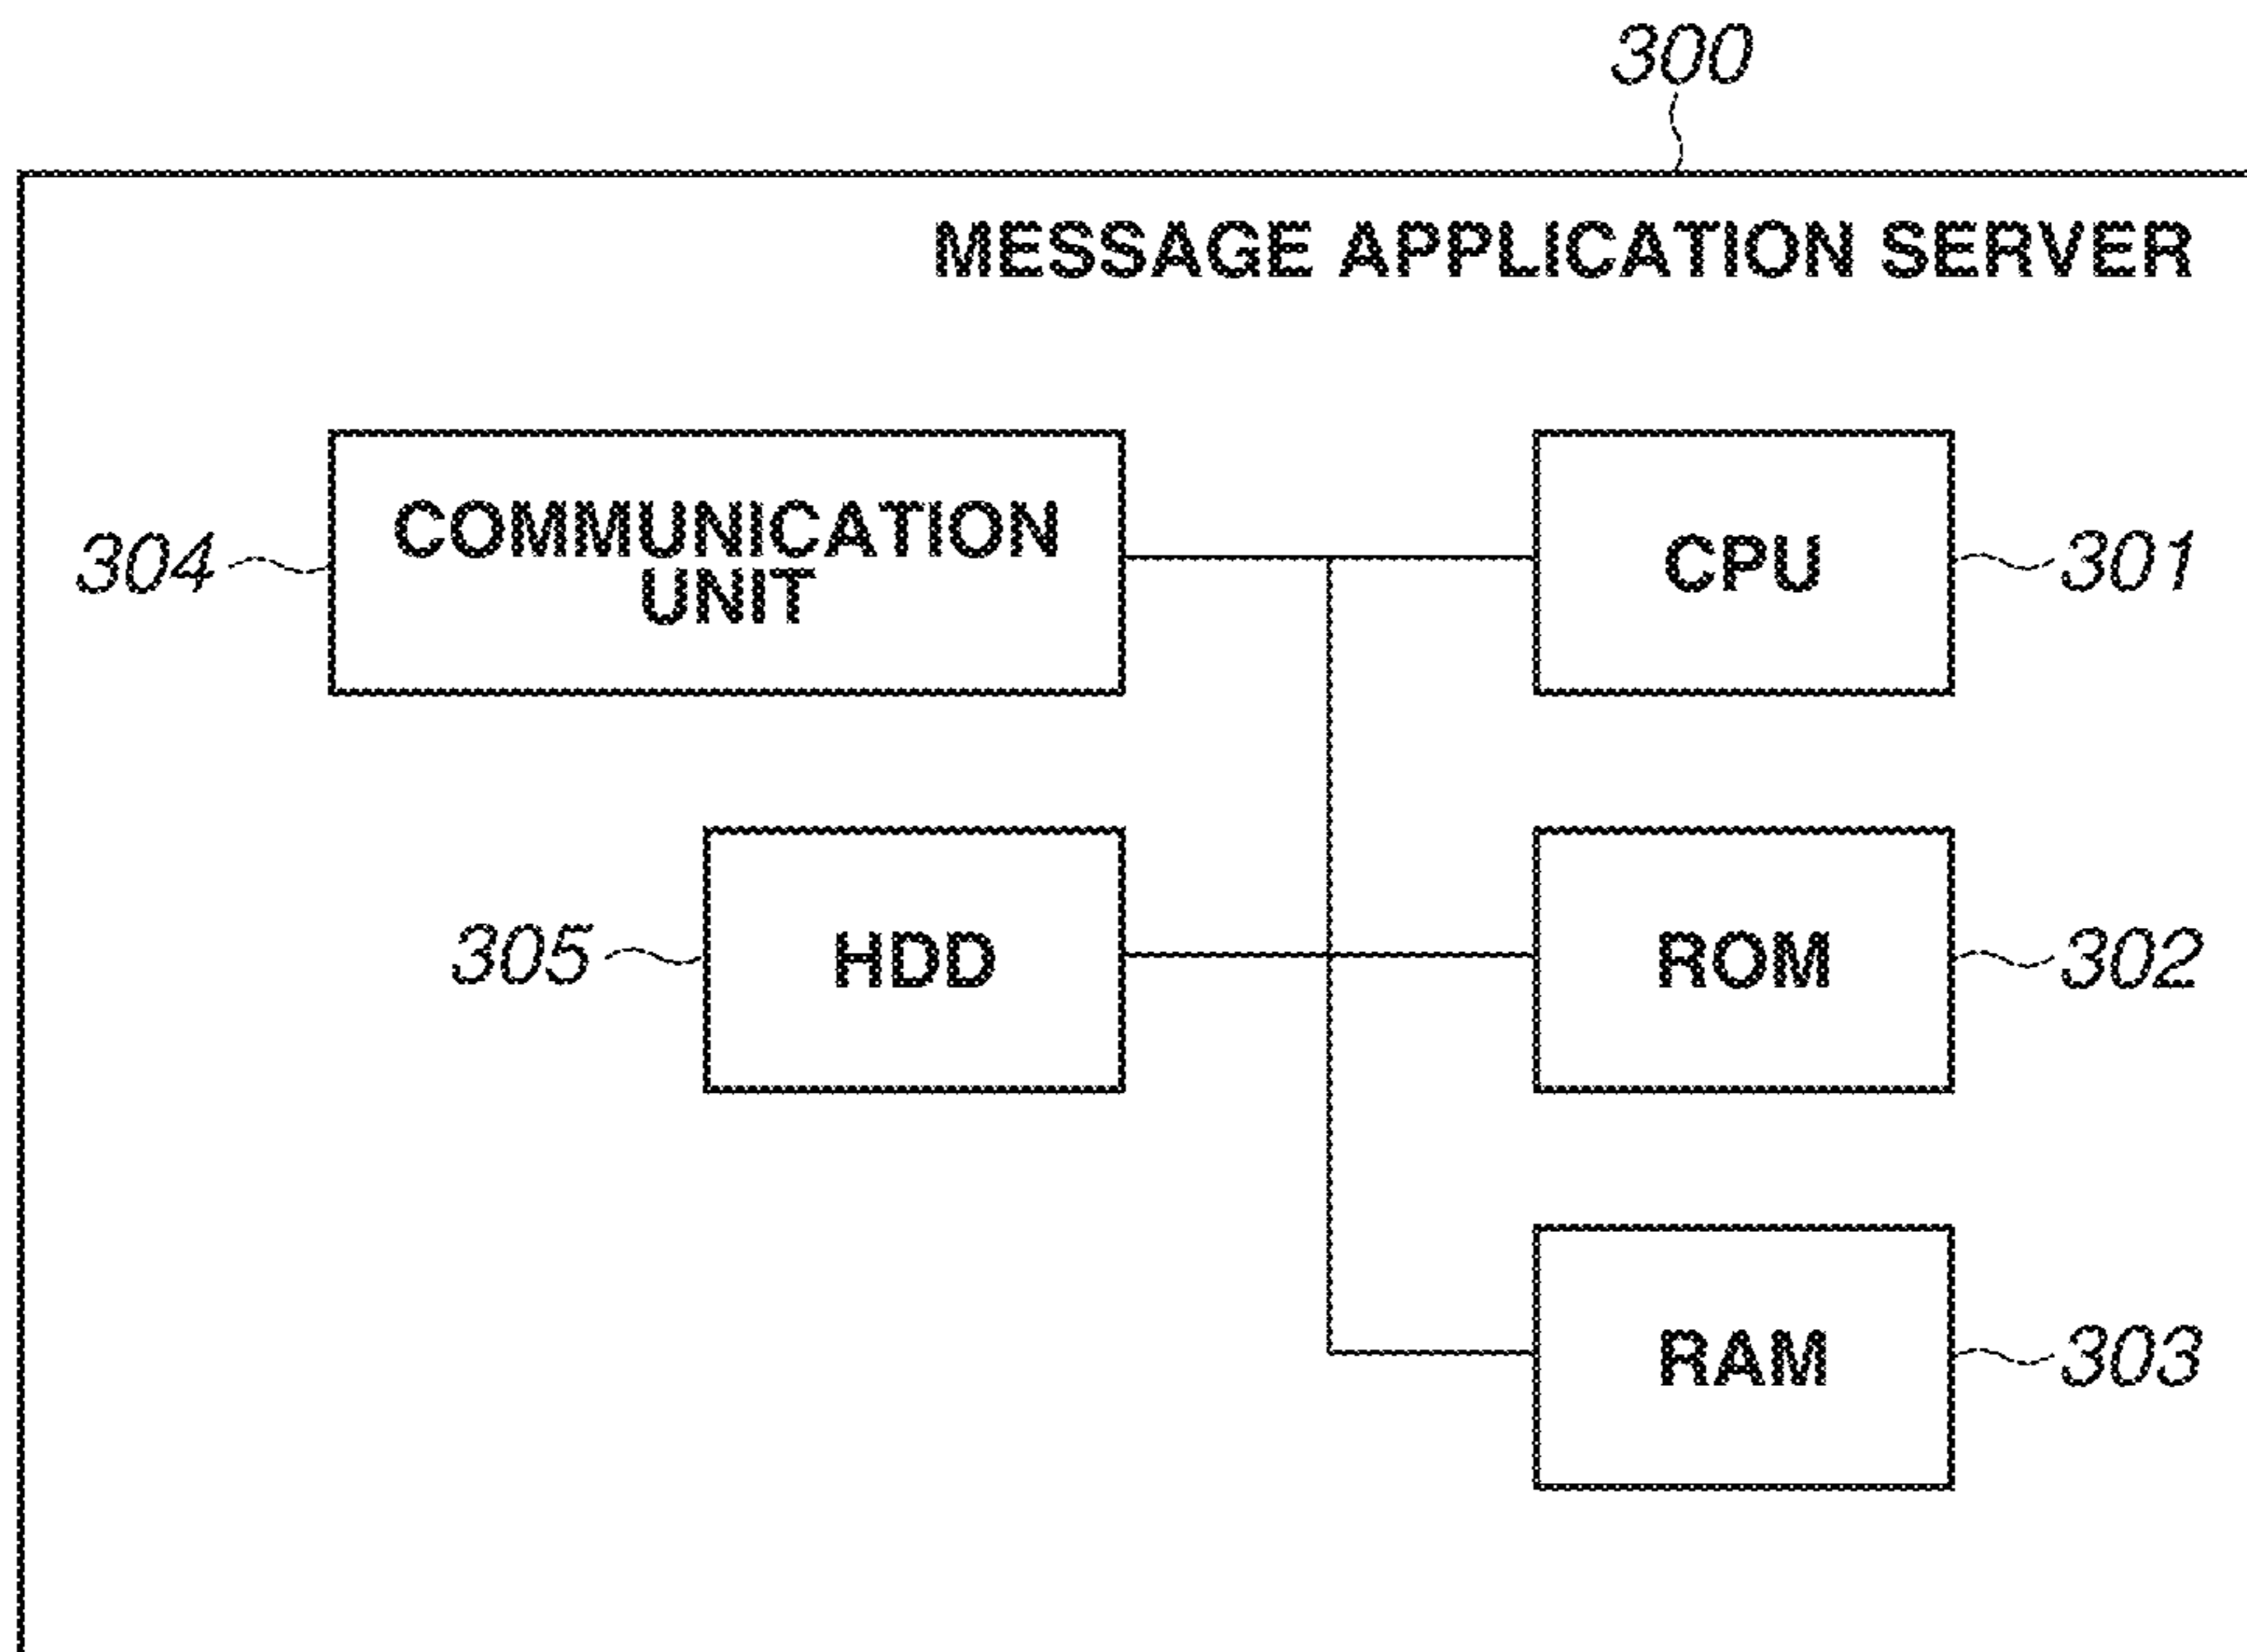 300
MESSAGE APPLICATION SERVER
304
COMMUNICATION
UNIT
CPU
301
305
HDD
ROM
302
RAM
303